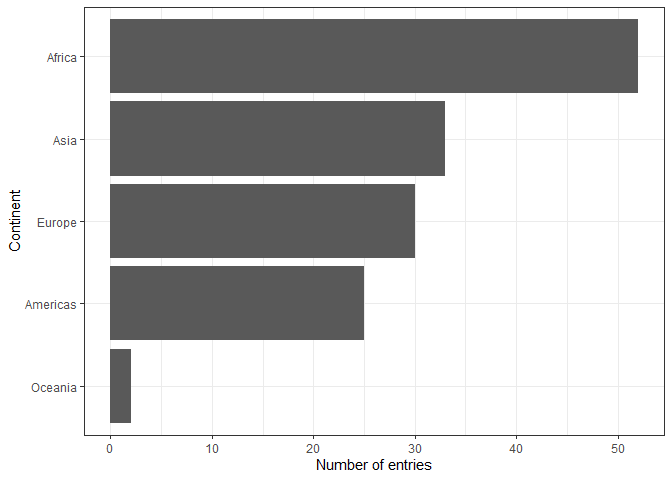 Continent
Africa
Asia
Europe
Americas
Oceania
0 10 20 30 40 50
Number of entries